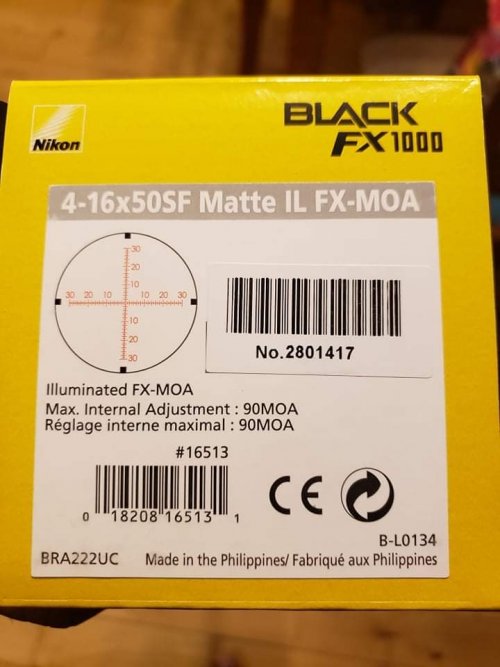 Nikon
BLACK
FX1000
4-16x50SF Matte IL FX-MOA
30
20
10
30 20 10 10 20 30
10
20
30
No.2801417
Illuminated FX-MOA
Max. Internal Adjustment : 90MOA
Réglage interne maximal : 90MOA
#16513
0 18208 16513 1
CE
B-L0134
BRA222UC Made in the Philippines/ Fabriqué aux Philippines